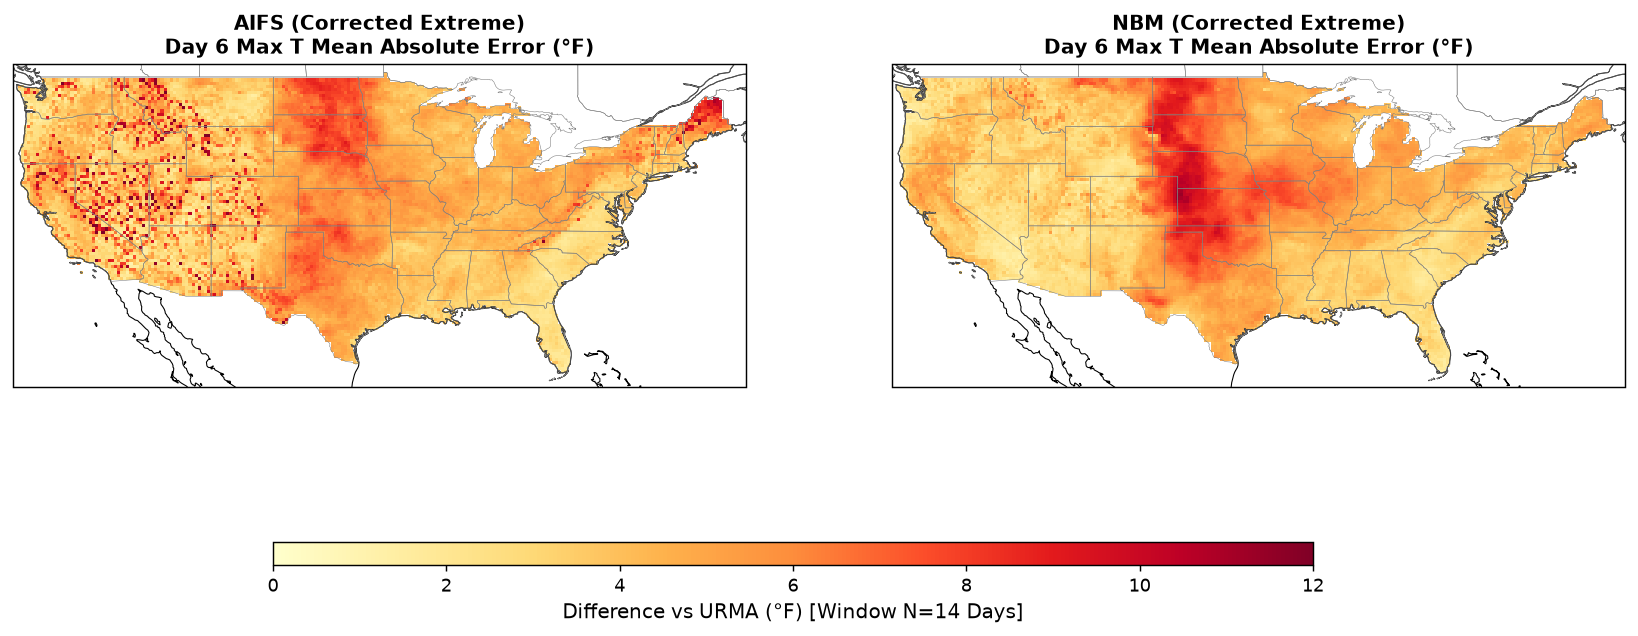 AIFS (Corrected Extreme)
Day 6 Max T Mean Absolute Error (°F)
NBM (Corrected Extreme)
Day 6 Max T Mean Absolute Error (°F)
0 2 4 6 8 10 12
Difference vs URMA (°F) [Window N=14 Days]